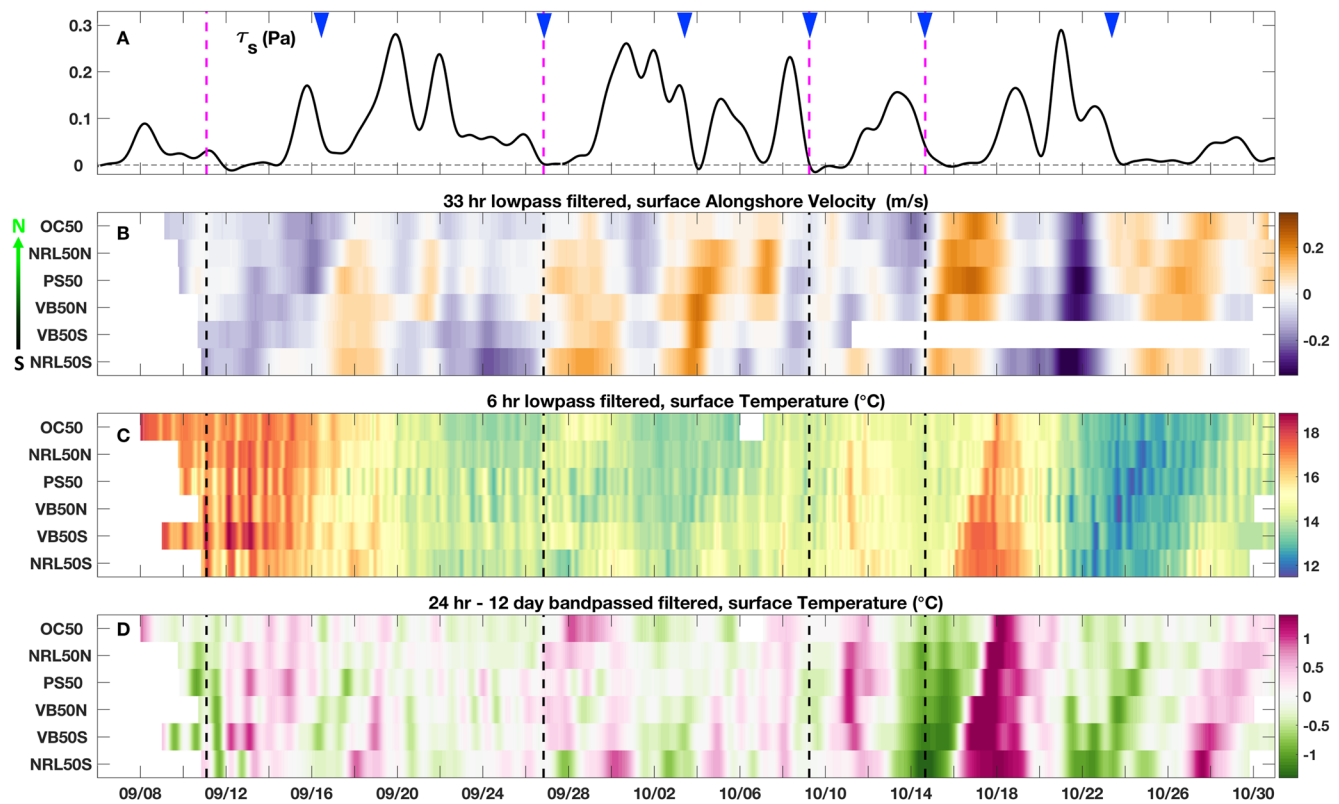 0.3
A
τs (Pa)
0.2
0.1
0
33 hr lowpass filtered, surface Alongshore Velocity (m/s)
N
S
B
OC50
NRL50N
PS50
VB50N
VB50S
NRL50S
0.2
0
-0.2
6 hr lowpass filtered, surface Temperature (°C)
C
OC50
NRL50N
PS50
VB50N
VB50S
NRL50S
18
16
14
12
24 hr - 12 day bandpassed filtered, surface Temperature (°C)
D
OC50
NRL50N
PS50
VB50N
VB50S
NRL50S
1
0.5
0
-0.5
-1
09/08 09/12 09/16 09/20 09/24 09/28 10/02 10/06 10/10 10/14 10/18 10/22 10/26 10/30